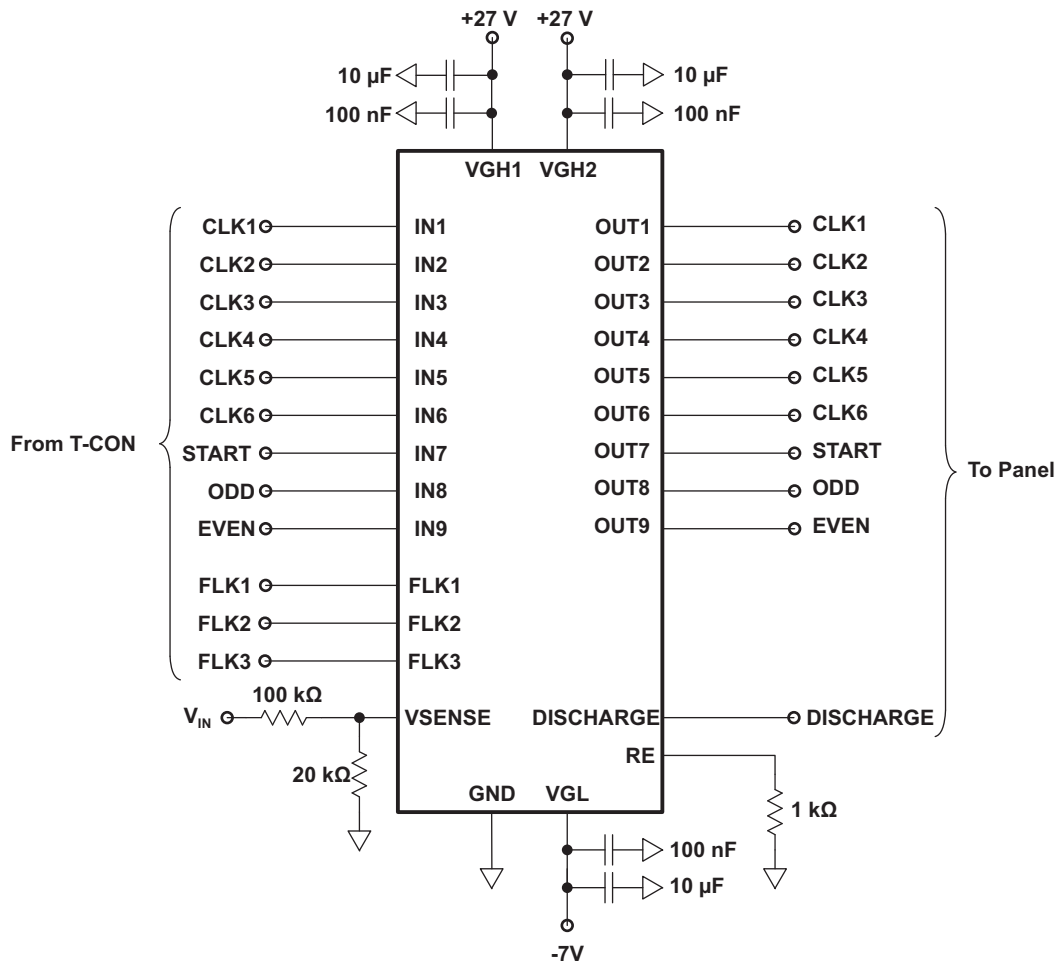 +27 V +27 V
10 µF 10 µF
100 nF 100 nF
VGH1 VGH2
CLK1 IN1 OUT1 CLK1
CLK2 IN2 OUT2 CLK2
CLK3 IN3 OUT3 CLK3
CLK4 IN4 OUT4 CLK4
CLK5 IN5 OUT5 CLK5
CLK6 IN6 OUT6 CLK6
From T-CON
START IN7 OUT7 START
To Panel
ODD IN8 OUT8 ODD
EVEN IN9 OUT9 EVEN
FLK1 FLK1
FLK2 FLK2
FLK3 FLK3
100 kΩ
VIN VSENSE DISCHARGE DISCHARGE
RE
20 kΩ
GND VGL
1 kΩ
100 nF
10 µF
-7V